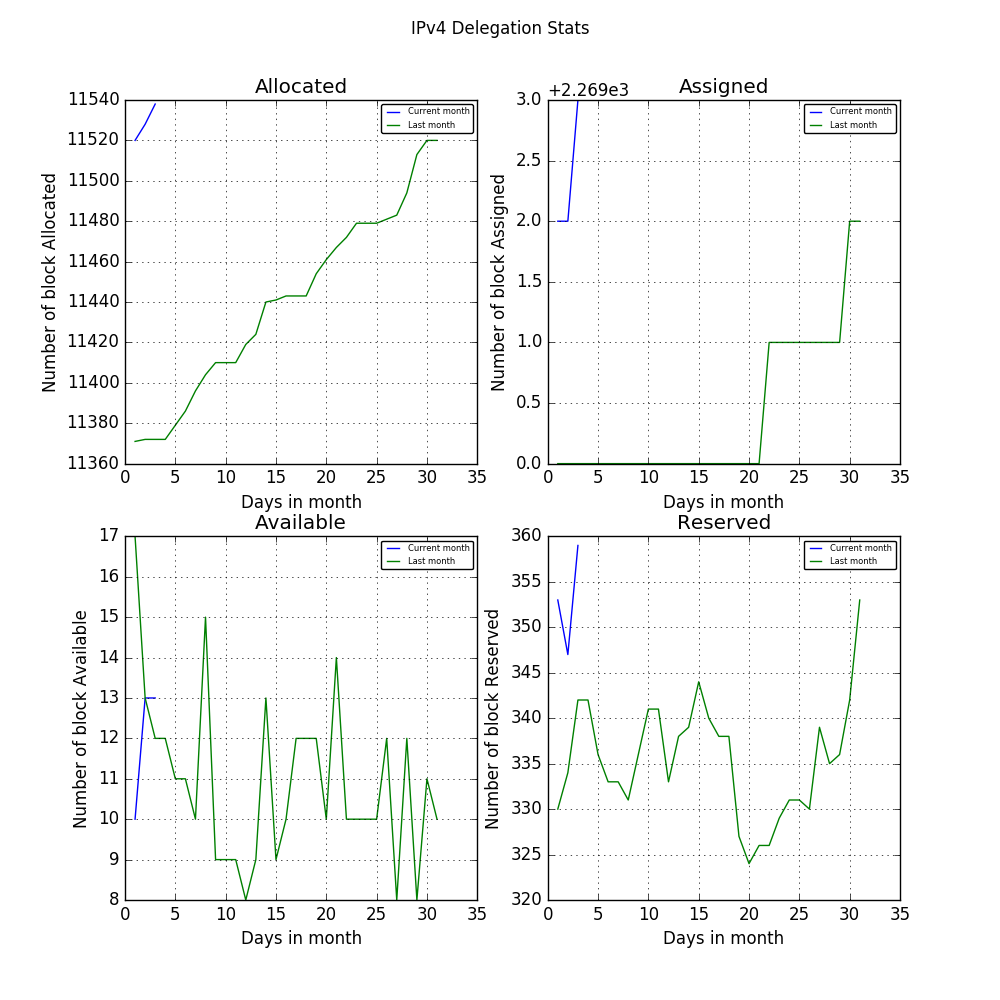 IPv4 Delegation Stats
Allocated
11540
11520
11500
11480
11460
11440
11420
11400
11380
11360
Number of block Allocated
Current month
Last month
0 5 10 15 20 25 30 35
Days in month
+2.269e3
Assigned
3.0
2.5
2.0
1.5
1.0
0.5
0.0
Number of block Assigned
Current month
Last month
0 5 10 15 20 25 30 35
Days in month
Available
17
16
15
14
13
12
11
10
9
8
Number of block Available
Current month
Last month
0 5 10 15 20 25 30 35
Days in month
Reserved
360
355
350
345
340
335
330
325
320
Number of block Reserved
Current month
Last month
0 5 10 15 20 25 30 35
Days in month